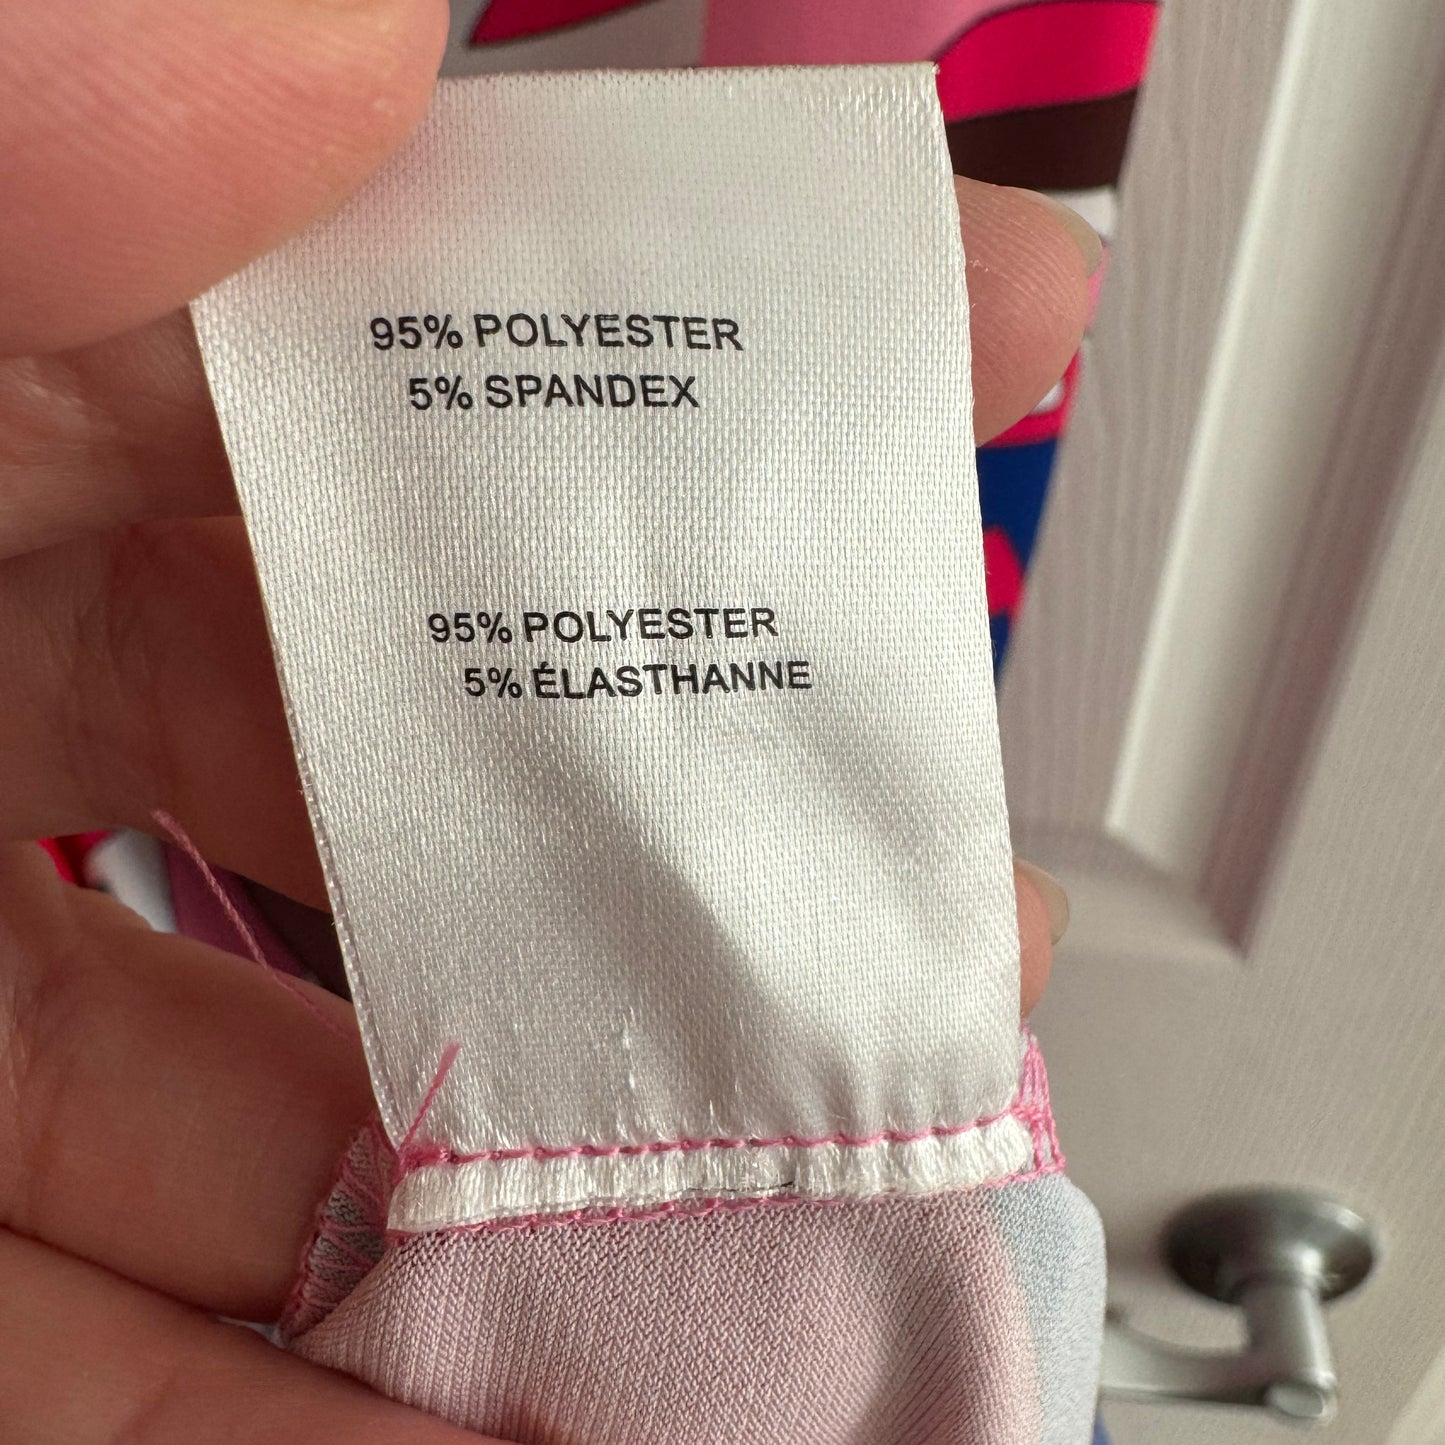 95% POLYESTER
5% SPANDEX
95% POLYESTER
5% ÉLASTHANNE